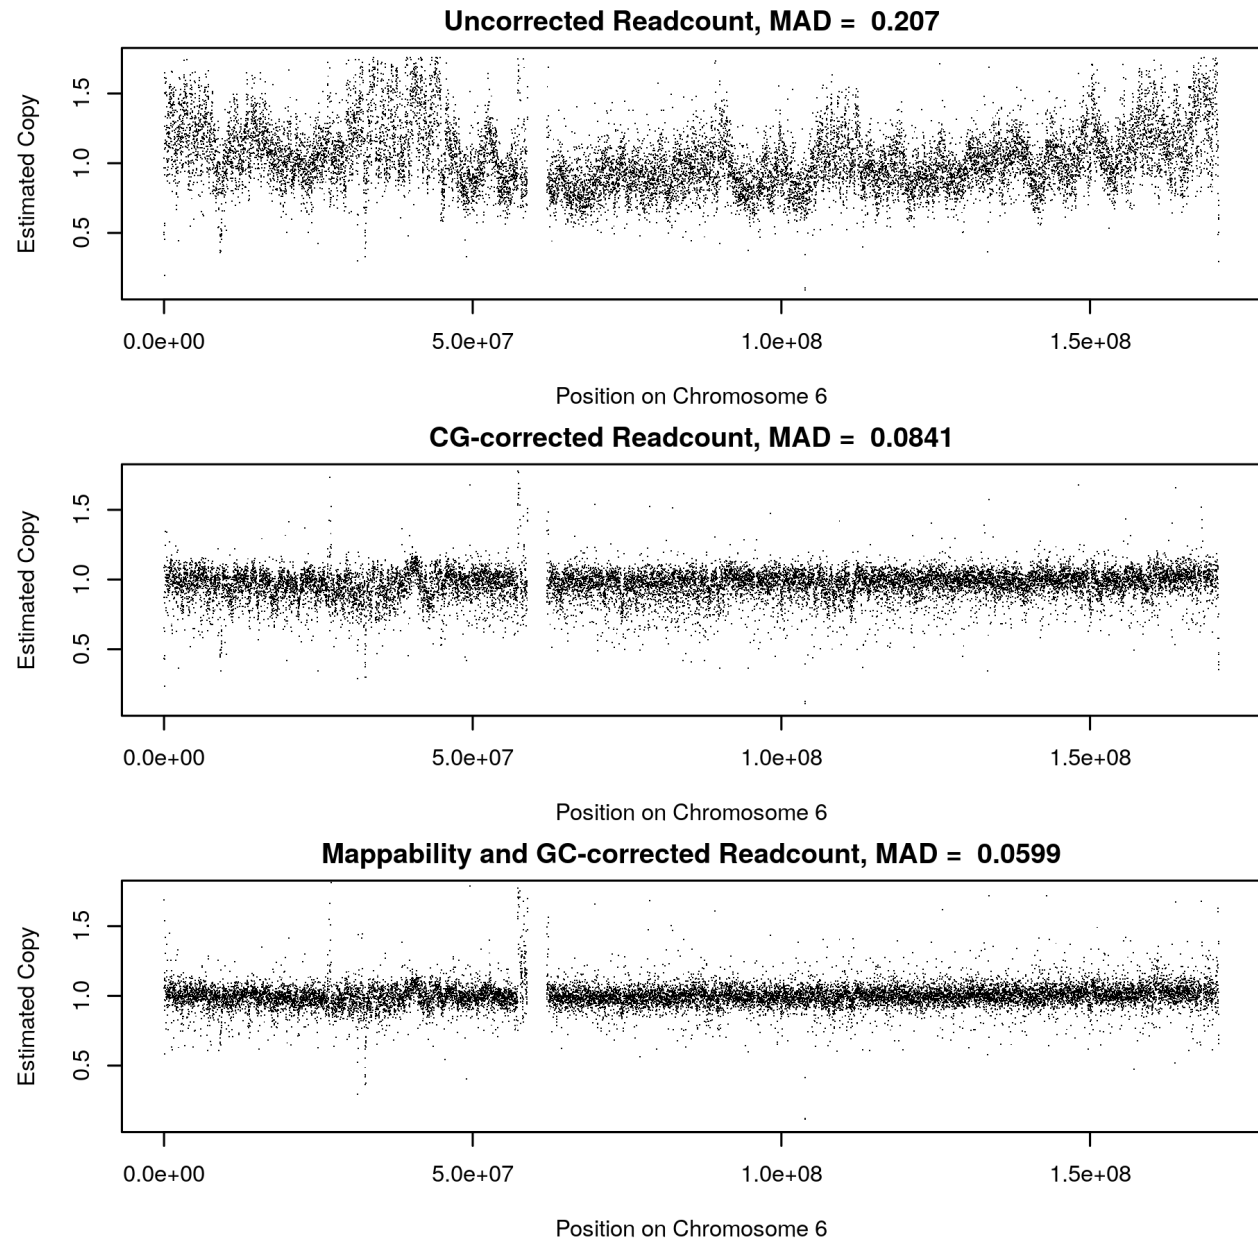 Uncorrected Readcount, MAD =  0.207
Estimated Copy
1.5
1.0
0.5
0.0e+00 5.0e+07 1.0e+08 1.5e+08
Position on Chromosome 6
CG-corrected Readcount, MAD =  0.0841
Estimated Copy
1.5
1.0
0.5
0.0e+00 5.0e+07 1.0e+08 1.5e+08
Position on Chromosome 6
Mappability and GC-corrected Readcount, MAD =  0.0599
Estimated Copy
1.5
1.0
0.5
0.0e+00 5.0e+07 1.0e+08 1.5e+08
Position on Chromosome 6